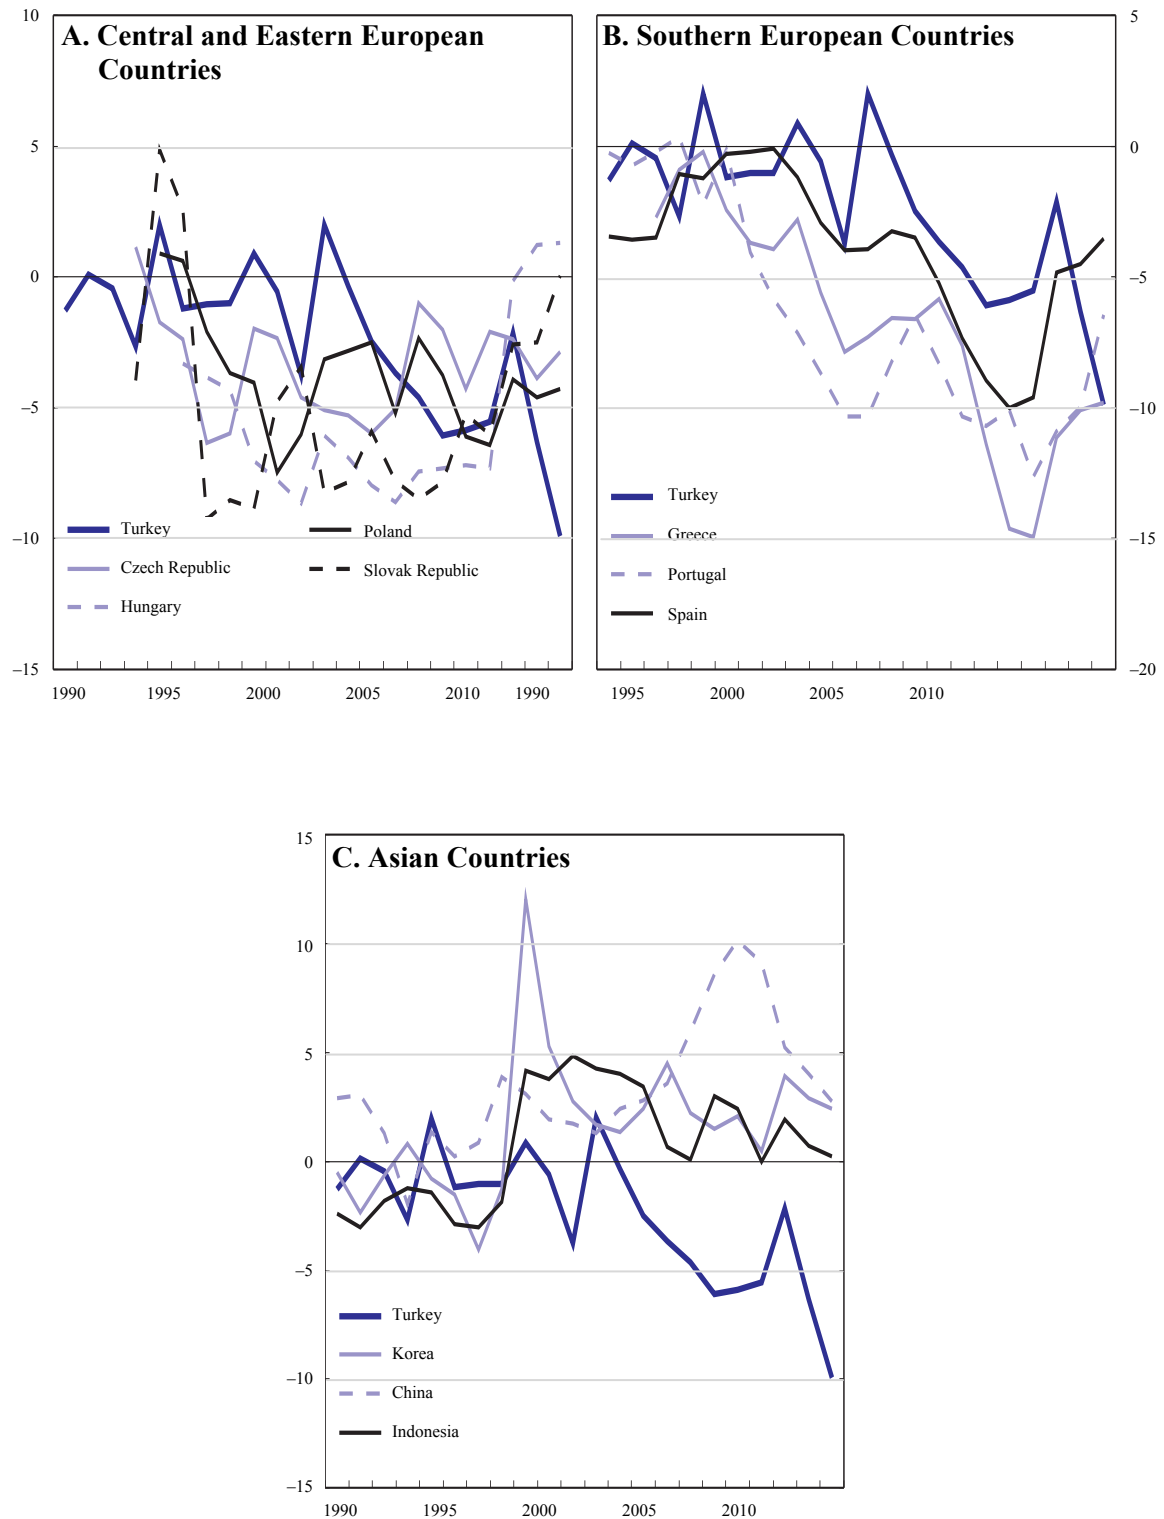 A. Central and Eastern European
Countries
10
5
0
–5
–10
–15
Turkey
Czech Republic
Hungary
Poland
Slovak Republic
1990 1995 2000 2005 2010 1990
B. Southern European Countries
5
0
–5
–10
–15
–20
Turkey
Greece
Portugal
Spain
1995 2000 2005 2010
C. Asian Countries
15
10
5
0
–5
–10
–15
Turkey
Korea
China
Indonesia
1990 1995 2000 2005 2010